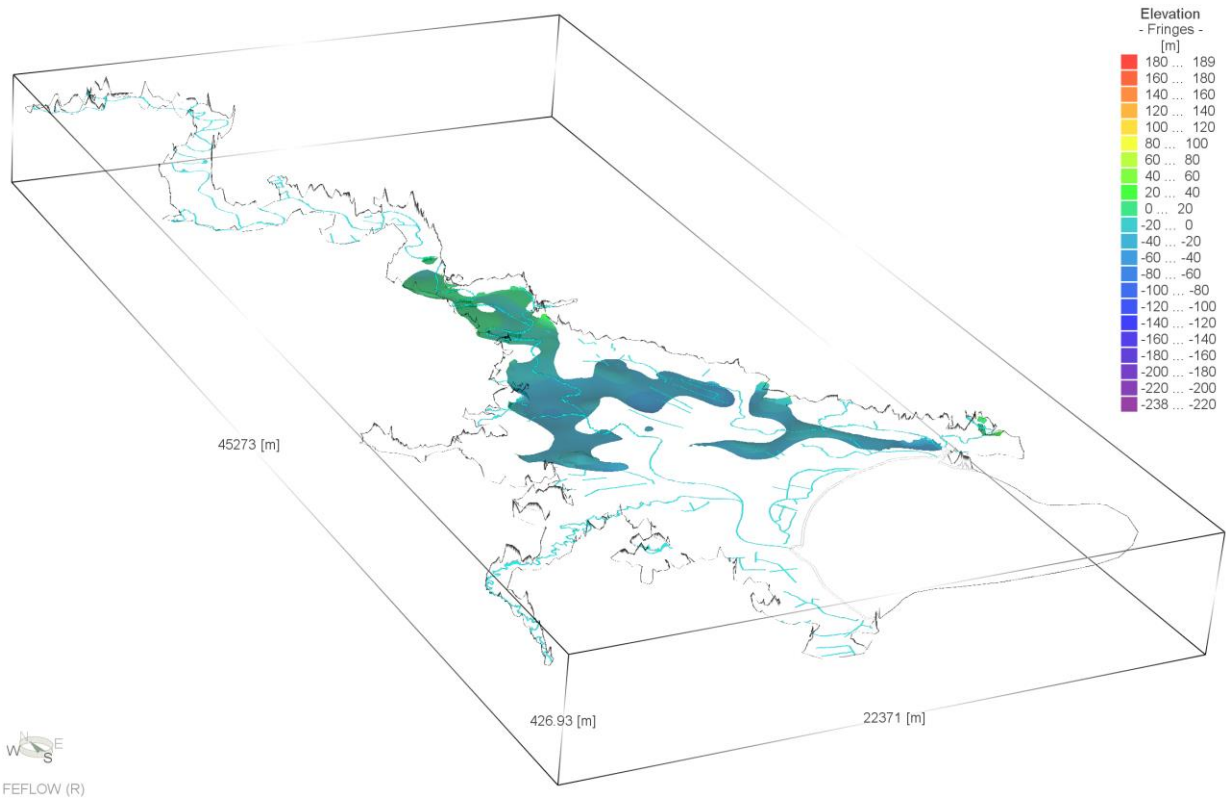 Elevation
- Fringes -
[m]
180 ... 189
160 ... 180
140 ... 160
120 ... 140
100 ... 120
80 ... 100
60 ... 80
40 ... 60
20 ... 40
0 ... 20
-20 ... 0
-40 ... -20
-60 ... -40
-80 ... -60
-100 ... -80
-120 ... -100
-140 ... -120
-160 ... -140
-180 ... -160
-200 ... -180
-220 ... -200
-238 ... -220
45273 [m]
426.93 [m]
22371 [m]
N
W E
S
FEFLOW (R)